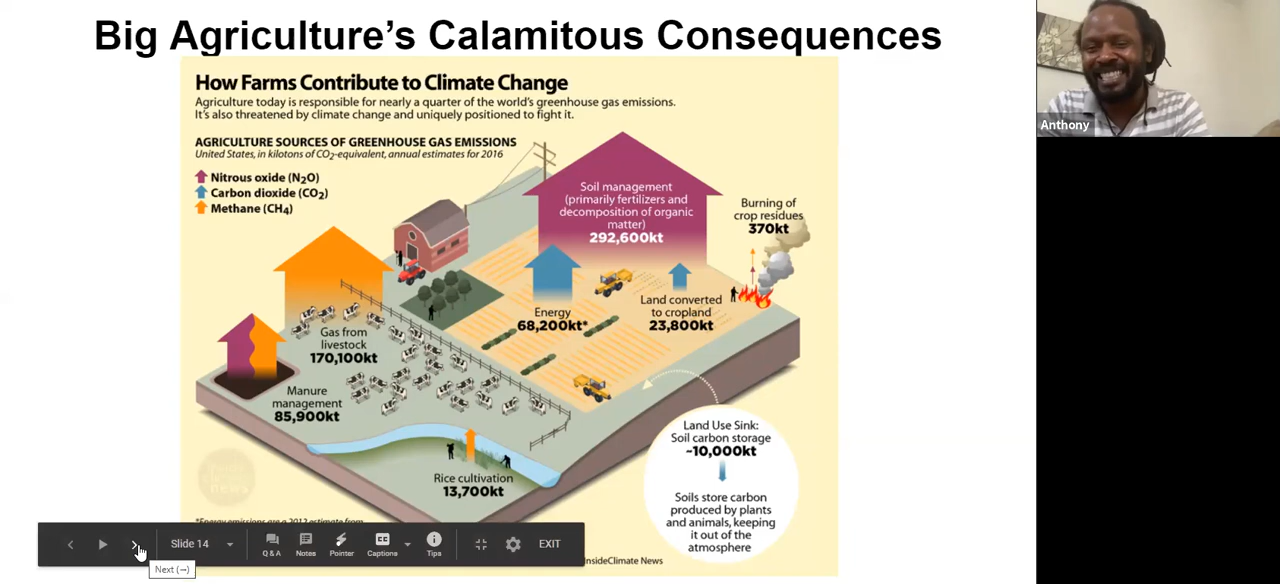 Big Agriculture's Calamitous Consequences
Anthony
How Farms Contribute to Climate Change
Agriculture today is responsible for nearly a quarter of the world's greenhouse gas emissions.
It's also threatened by climate change and uniquely positioned to fight it.
AGRICULTURE SOURCES OF GREENHOUSE GAS EMISSIONS
United States, in kilotons of CO₂-equivalent, annual estimates for 2016
Nitrous oxide (N₂O)
Carbon dioxide (CO₂)
Methane (CH₄)
Soil management
(primarily fertilizers and
decomposition of organic
matter)
292,600kt
Burning of
crop residues
370kt
Energy
68,200kt*
Land converted
to cropland
23,800kt
Gas from
livestock
170,100kt
Manure
management
85,900kt
Rice cultivation
13,700kt
Land Use Sink:
Soil carbon storage
~10,000kt
Soils store carbon
produced by plants
and animals, keeping
it out of the
atmosphere
*Energy emissions are a 2012 estimate from
InsideClimate News
Slide 14
Q & A
Notes
Pointer
Captions
Tips
EXIT
Next (→)